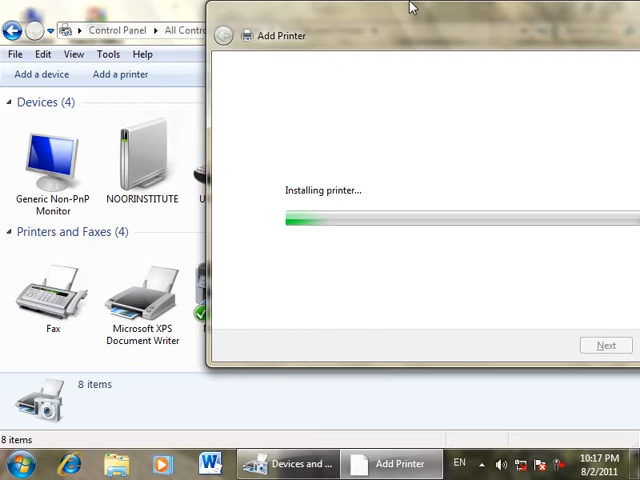 Control Panel
All Contro
Add Printer
File Edit View Tools Help
Add a device Add a printer
Devices (4)
Installing printer...
Generic Non-PnP
Monitor
NOORINSTITUTE
U
Printers and Faxes (4)
Fax
Microsoft XPS
Document Writer
Next
8 items
8 items
Devices and ...
Add Printer
EN
10:17 PM
8/2/2011